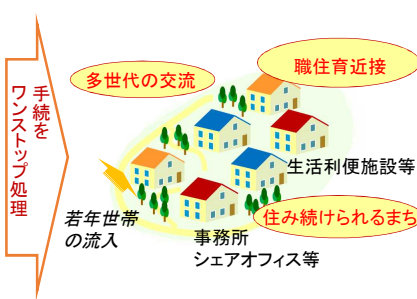 手続を
ワンストップ処理
多世代の交流
職住育近接
生活利便施設等
住み続けられるまち
若年世帯
の流入
事務所
シェアオフィス等